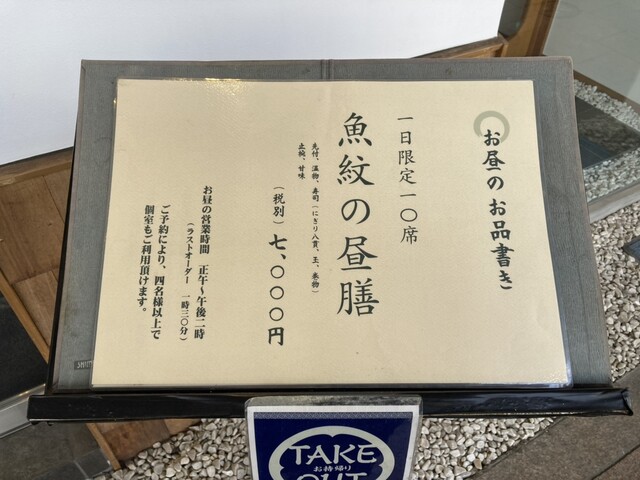 お昼のお品書き
一日限定一〇席
魚紋の昼膳
先付、温物、寿司(にぎり八貫、玉、巻物)
止椀、甘味
(税別)七、〇〇〇円
お昼の営業時間 正午~午後二時
(ラストオーダー 一時三〇分)
ご予約により、四名様以上で
個室もご利用頂けます。
TAKE
お持帰り
OUT